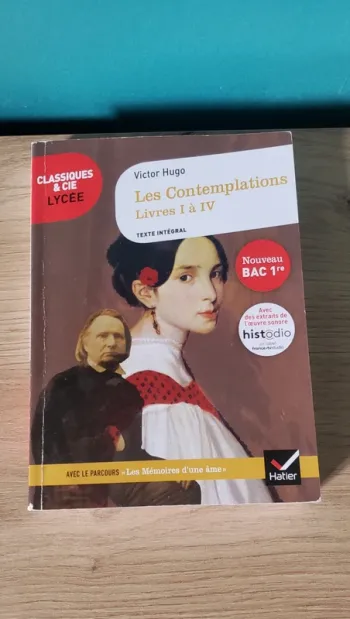 CLASSIQUES
& CIE
LYCÉE
Victor Hugo
Les Contemplations
Livres I à IV
TEXTE INTÉGRAL
Nouveau
BAC 1re
Avec
des extraits de
l'œuvre sonore
histodio
AVEC LE PARCOURS « Les Mémoires d'une âme »
Hatier